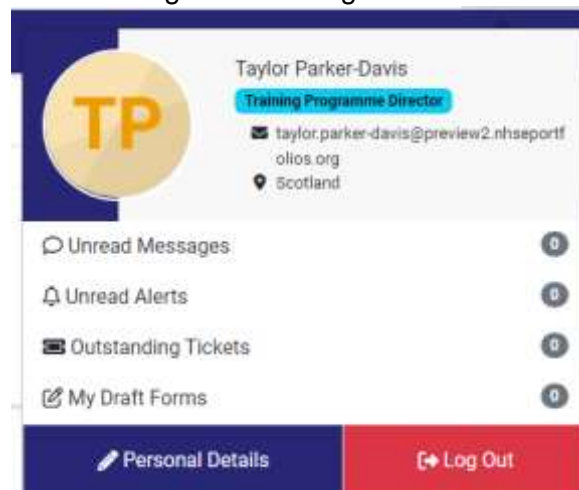 TP
Taylor Parker-Davis
Training Programme Director
taylor.parker-davis@preview2.nhseportf
olios.org
Scotland
Unread Messages 0
Unread Alerts 0
Outstanding Tickets 0
My Draft Forms 0
Personal Details
Log Out